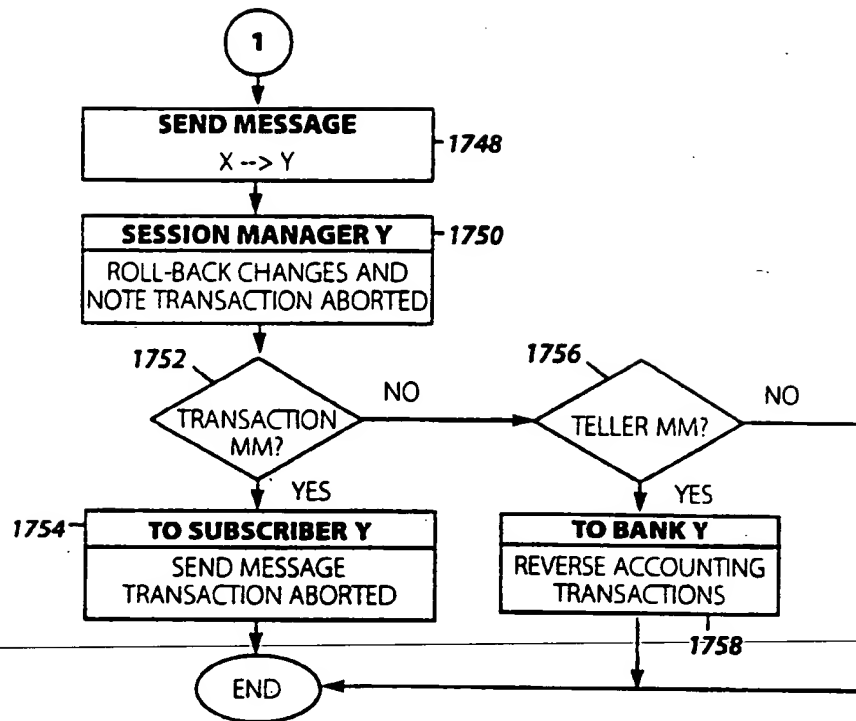 1
SEND MESSAGE
X --> Y
1748
SESSION MANAGER Y
1750
ROLL-BACK CHANGES AND
NOTE TRANSACTION ABORTED
1752
TRANSACTION
MM?
NO
1756
TELLER MM?
NO
YES
YES
1754
TO SUBSCRIBER Y
SEND MESSAGE
TRANSACTION ABORTED
TO BANK Y
REVERSE ACCOUNTING
TRANSACTIONS
1758
END